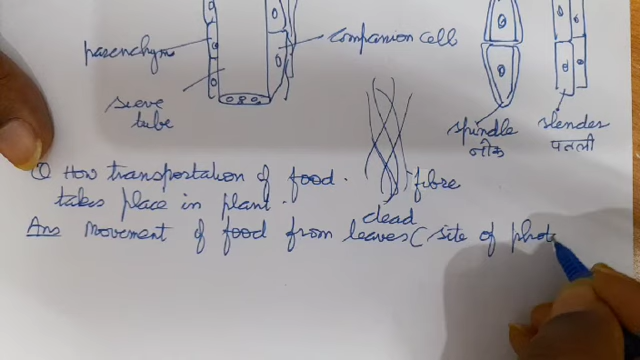 parenchyma
companion cell
sieve
tube
spindle
नोंक
slender
पतली
fibre
dead
Q How transportation of food.
takes place in plant.
Ans Movement of food from leaves ( site of phot